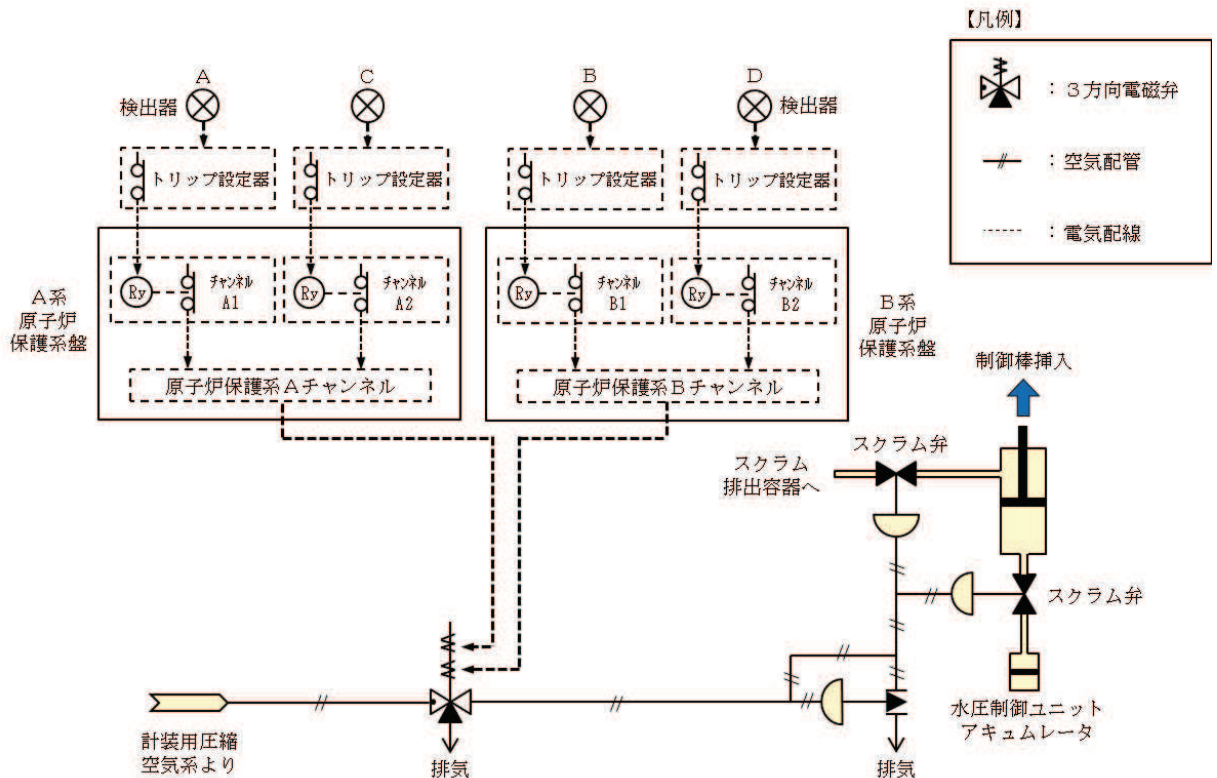 【凡例】
：３方向電磁弁
：空気配管
：電気配線
A
C
B
D
検出器
検出器
トリップ設定器
トリップ設定器
トリップ設定器
トリップ設定器
Ry
チャンネル
A1
Ry
チャンネル
A2
Ry
チャンネル
B1
Ry
チャンネル
B2
A系
原子炉
保護系盤
B系
原子炉
保護系盤
原子炉保護系Aチャンネル
原子炉保護系Bチャンネル
制御棒挿入
スクラム弁
スクラム
排出容器へ
スクラム弁
水圧制御ユニット
アキュムレータ
計装用圧縮
空気系より
排気
排気